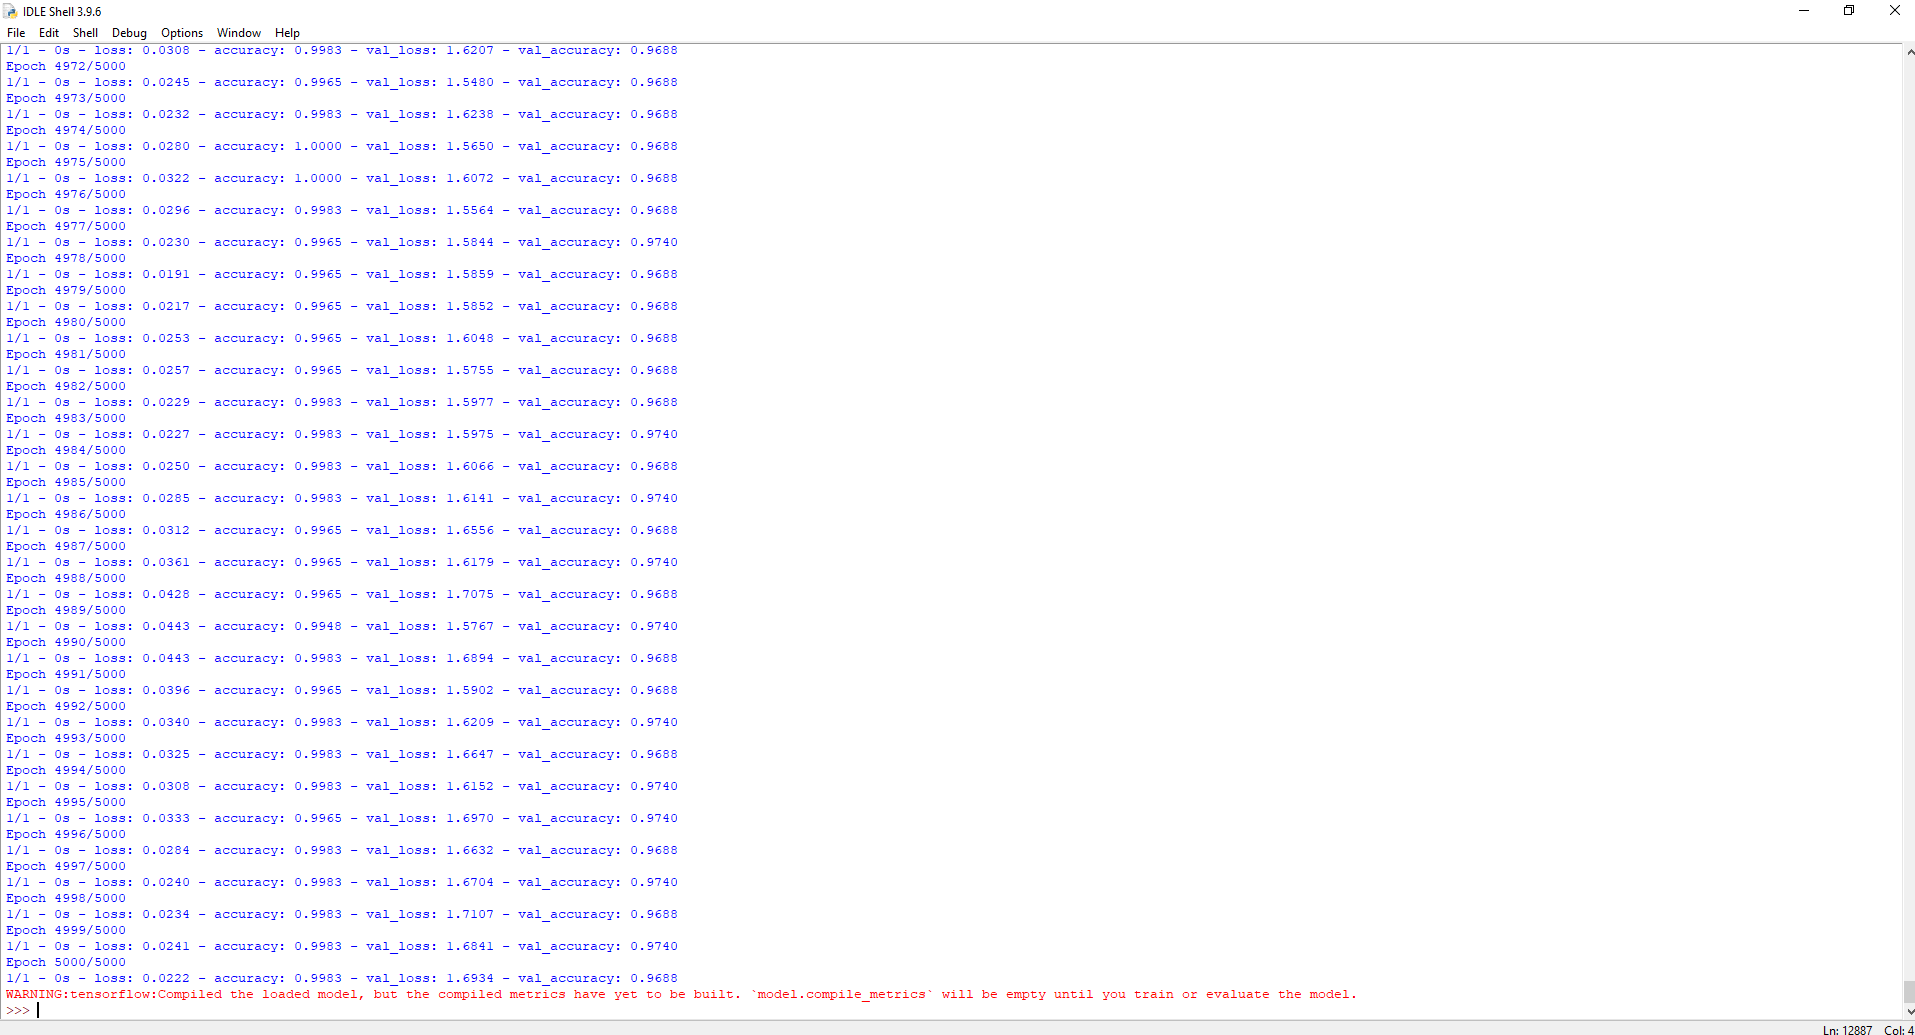 IDLE Shell 3.9.6
File Edit Shell Debug Options Window Help
1/1 - 0s - loss: 0.0308 - accuracy: 0.9983 - val_loss: 1.6207 - val_accuracy: 0.9688
Epoch 4972/5000
1/1 - 0s - loss: 0.0245 - accuracy: 0.9965 - val_loss: 1.5480 - val_accuracy: 0.9688
Epoch 4973/5000
1/1 - 0s - loss: 0.0232 - accuracy: 0.9983 - val_loss: 1.6238 - val_accuracy: 0.9688
Epoch 4974/5000
1/1 - 0s - loss: 0.0280 - accuracy: 1.0000 - val_loss: 1.5650 - val_accuracy: 0.9688
Epoch 4975/5000
1/1 - 0s - loss: 0.0322 - accuracy: 1.0000 - val_loss: 1.6072 - val_accuracy: 0.9688
Epoch 4976/5000
1/1 - 0s - loss: 0.0296 - accuracy: 0.9983 - val_loss: 1.5564 - val_accuracy: 0.9688
Epoch 4977/5000
1/1 - 0s - loss: 0.0230 - accuracy: 0.9965 - val_loss: 1.5844 - val_accuracy: 0.9740
Epoch 4978/5000
1/1 - 0s - loss: 0.0191 - accuracy: 0.9965 - val_loss: 1.5859 - val_accuracy: 0.9688
Epoch 4979/5000
1/1 - 0s - loss: 0.0217 - accuracy: 0.9965 - val_loss: 1.5852 - val_accuracy: 0.9688
Epoch 4980/5000
1/1 - 0s - loss: 0.0253 - accuracy: 0.9965 - val_loss: 1.6048 - val_accuracy: 0.9688
Epoch 4981/5000
1/1 - 0s - loss: 0.0257 - accuracy: 0.9965 - val_loss: 1.5755 - val_accuracy: 0.9688
Epoch 4982/5000
1/1 - 0s - loss: 0.0229 - accuracy: 0.9983 - val_loss: 1.5977 - val_accuracy: 0.9688
Epoch 4983/5000
1/1 - 0s - loss: 0.0227 - accuracy: 0.9983 - val_loss: 1.5975 - val_accuracy: 0.9740
Epoch 4984/5000
1/1 - 0s - loss: 0.0250 - accuracy: 0.9983 - val_loss: 1.6066 - val_accuracy: 0.9688
Epoch 4985/5000
1/1 - 0s - loss: 0.0285 - accuracy: 0.9983 - val_loss: 1.6141 - val_accuracy: 0.9740
Epoch 4986/5000
1/1 - 0s - loss: 0.0312 - accuracy: 0.9965 - val_loss: 1.6556 - val_accuracy: 0.9688
Epoch 4987/5000
1/1 - 0s - loss: 0.0361 - accuracy: 0.9965 - val_loss: 1.6179 - val_accuracy: 0.9740
Epoch 4988/5000
1/1 - 0s - loss: 0.0428 - accuracy: 0.9965 - val_loss: 1.7075 - val_accuracy: 0.9688
Epoch 4989/5000
1/1 - 0s - loss: 0.0443 - accuracy: 0.9948 - val_loss: 1.5767 - val_accuracy: 0.9740
Epoch 4990/5000
1/1 - 0s - loss: 0.0443 - accuracy: 0.9983 - val_loss: 1.6894 - val_accuracy: 0.9688
Epoch 4991/5000
1/1 - 0s - loss: 0.0396 - accuracy: 0.9965 - val_loss: 1.5902 - val_accuracy: 0.9688
Epoch 4992/5000
1/1 - 0s - loss: 0.0340 - accuracy: 0.9983 - val_loss: 1.6209 - val_accuracy: 0.9740
Epoch 4993/5000
1/1 - 0s - loss: 0.0325 - accuracy: 0.9983 - val_loss: 1.6647 - val_accuracy: 0.9688
Epoch 4994/5000
1/1 - 0s - loss: 0.0308 - accuracy: 0.9983 - val_loss: 1.6152 - val_accuracy: 0.9740
Epoch 4995/5000
1/1 - 0s - loss: 0.0333 - accuracy: 0.9965 - val_loss: 1.6970 - val_accuracy: 0.9740
Epoch 4996/5000
1/1 - 0s - loss: 0.0284 - accuracy: 0.9983 - val_loss: 1.6632 - val_accuracy: 0.9688
Epoch 4997/5000
1/1 - 0s - loss: 0.0240 - accuracy: 0.9983 - val_loss: 1.6704 - val_accuracy: 0.9740
Epoch 4998/5000
1/1 - 0s - loss: 0.0234 - accuracy: 0.9983 - val_loss: 1.7107 - val_accuracy: 0.9688
Epoch 4999/5000
1/1 - 0s - loss: 0.0241 - accuracy: 0.9983 - val_loss: 1.6841 - val_accuracy: 0.9740
Epoch 5000/5000
1/1 - 0s - loss: 0.0222 - accuracy: 0.9983 - val_loss: 1.6934 - val_accuracy: 0.9688
WARNING:tensorflow:Compiled the loaded model, but the compiled metrics have yet to be built. `model.compile_metrics` will be empty until you train or evaluate the model.
>>>
Ln: 12887 Col: 4